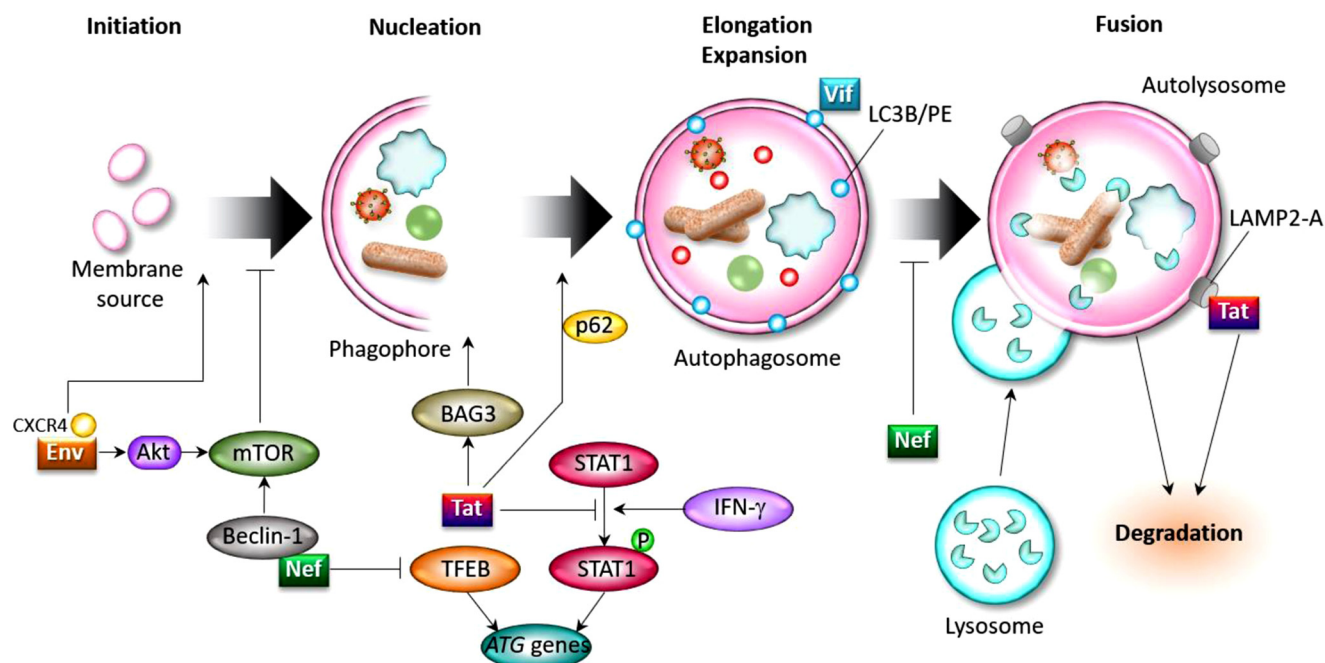 Initiation
Nucleation
Elongation
Expansion
Fusion
Vif
LC3B/PE
Autolysosome
LAMP2-A
Membrane
source
Phagophore
p62
Autophagosome
Tat
CXCR4
BAG3
Env
Akt
mTOR
STAT1
Nef
Tat
IFN-γ
Beclin-1
Nef
P
TFEB
STAT1
Degradation
Lysosome
ATG genes